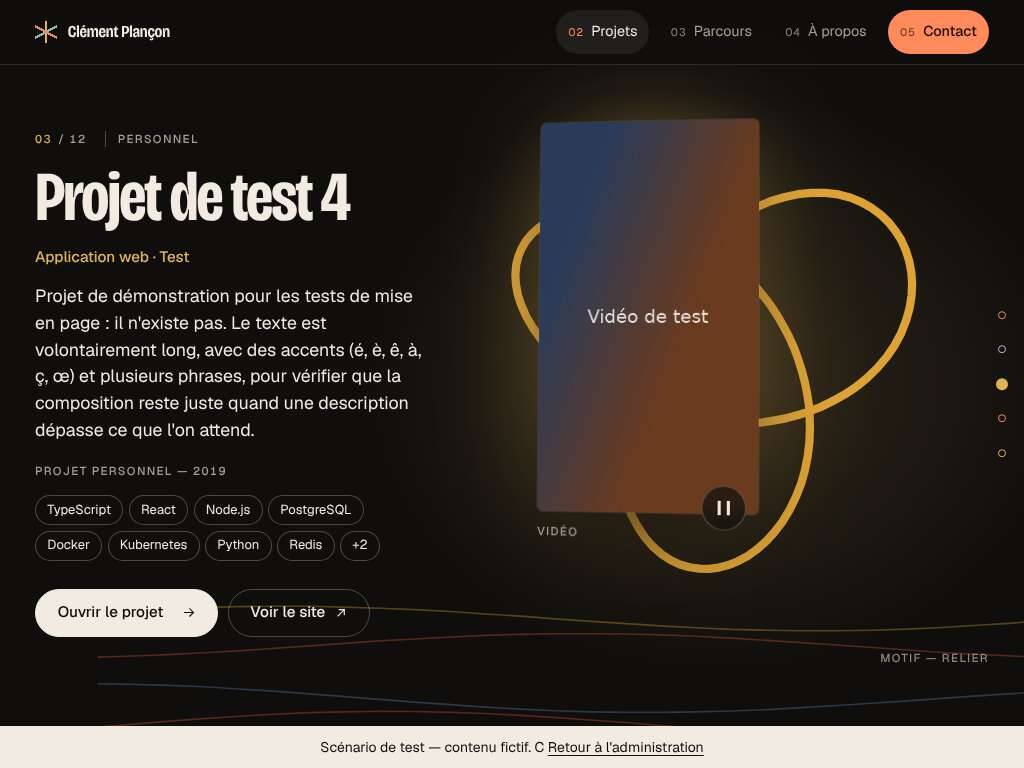 Clément Plançon
02 Projets
03 Parcours
04 À propos
05 Contact
03 / 12
PERSONNEL
Projet de test 4
Application web · Test
Projet de démonstration pour les tests de mise
en page : il n'existe pas. Le texte est
volontairement long, avec des accents (é, è, ê, à,
ç, œ) et plusieurs phrases, pour vérifier que la
composition reste juste quand une description
dépasse ce que l'on attend.
PROJET PERSONNEL — 2019
TypeScript
React
Node.js
PostgreSQL
Docker
Kubernetes
Python
Redis
+2
Ouvrir le projet →
Voir le site ↗
Vidéo de test
VIDÉO
MOTIF — RELIER
Scénario de test — contenu fictif. C Retour à l'administration